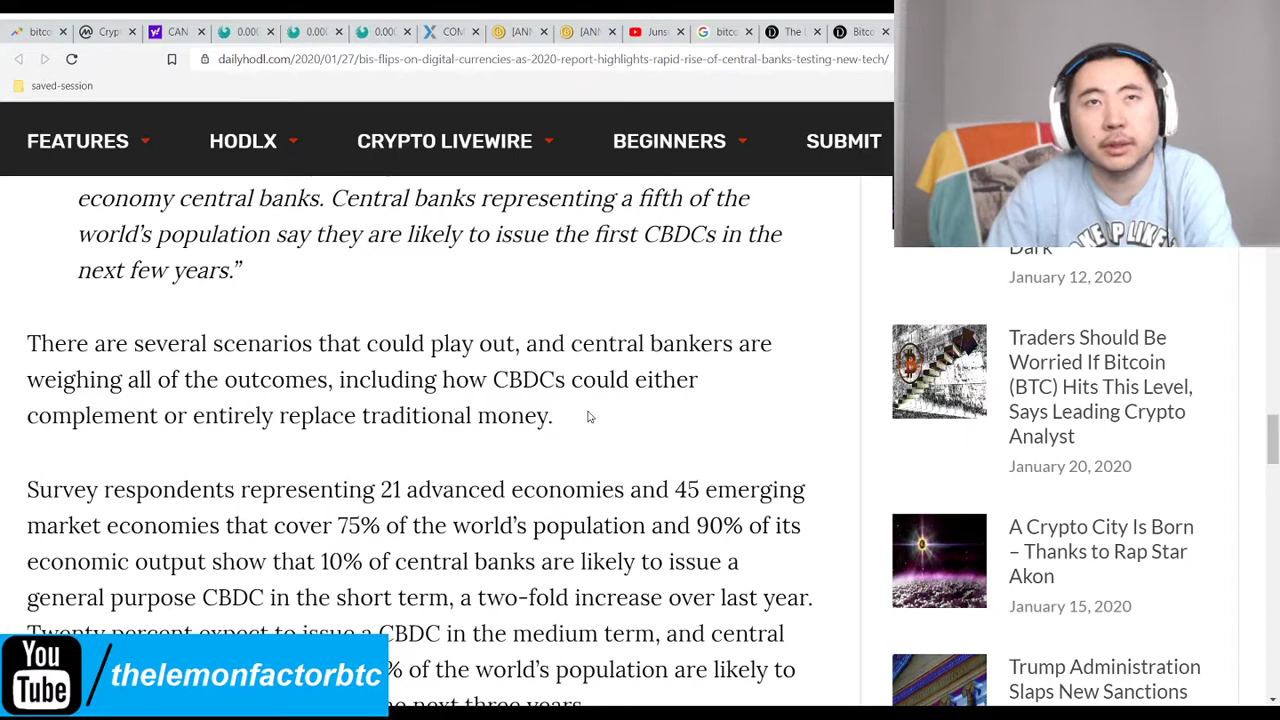 bitco
Cryp
CAN
0.00(
0.00(
0.00(
COM
[AN
[AN
Juns
bitc
The
Bitc
dailyhodl.com/2020/01/27/bis-flips-on-digital-currencies-as-2020-report-highlights-rapid-rise-of-central-banks-testing-new-tech/
saved-session
FEATURES
HODLX
CRYPTO LIVEWIRE
BEGINNERS
SUBMIT
economy central banks. Central banks representing a fifth of the
world's population say they are likely to issue the first CBDCs in the
next few years."
There are several scenarios that could play out, and central bankers are
weighing all of the outcomes, including how CBDCs could either
complement or entirely replace traditional money.
Survey respondents representing 21 advanced economies and 45 emerging
market economies that cover 75% of the world's population and 90% of its
economic output show that 10% of central banks are likely to issue a
general purpose CBDC in the short term, a two-fold increase over last year.
Twenty percent expect to issue a CBDC in the medium term, and central
% of the world's population are likely to
next three years.
Dark
January 12, 2020
Traders Should Be
Worried If Bitcoin
(BTC) Hits This Level,
Says Leading Crypto
Analyst
January 20, 2020
A Crypto City Is Born
– Thanks to Rap Star
Akon
January 15, 2020
Trump Administration
Slaps New Sanctions
You
Tube
/thelemonfactorbtc